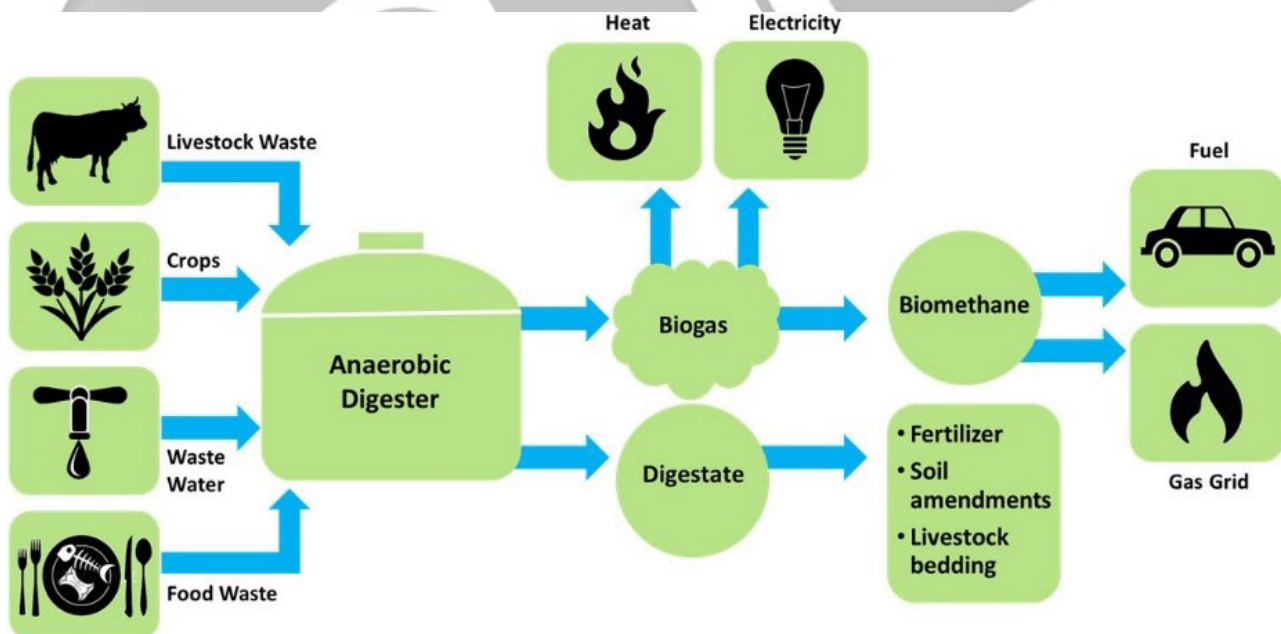 Heat
Electricity
Livestock Waste
Crops
Waste
Water
Food Waste
Anaerobic
Digester
Biogas
Digestate
Biomethane
• Fertilizer
• Soil
amendments
• Livestock
bedding
Fuel
Gas Grid